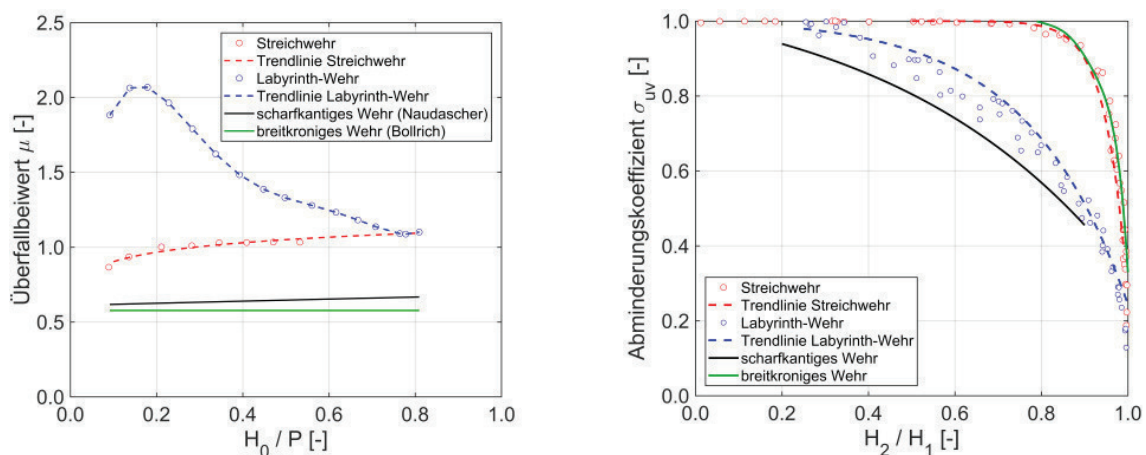 2.5
2.0
1.5
1.0
0.5
0.0
Überfallbeiwert μ [-]
Streichwehr
Trendlinie Streichwehr
Labyrinth-Wehr
Trendlinie Labyrinth-Wehr
scharfkantiges Wehr (Naudascher)
breitkroniges Wehr (Bollrich)
0.0 0.2 0.4 0.6 0.8 1.0
H0 / P [-]
1.0
0.8
0.6
0.4
0.2
0.0
Abminderungskoeffizient σuv [-]
Streichwehr
Trendlinie Streichwehr
Labyrinth-Wehr
Trendlinie Labyrinth-Wehr
scharfkantiges Wehr
breitkroniges Wehr
0.0 0.2 0.4 0.6 0.8 1.0
H2 / H1 [-]